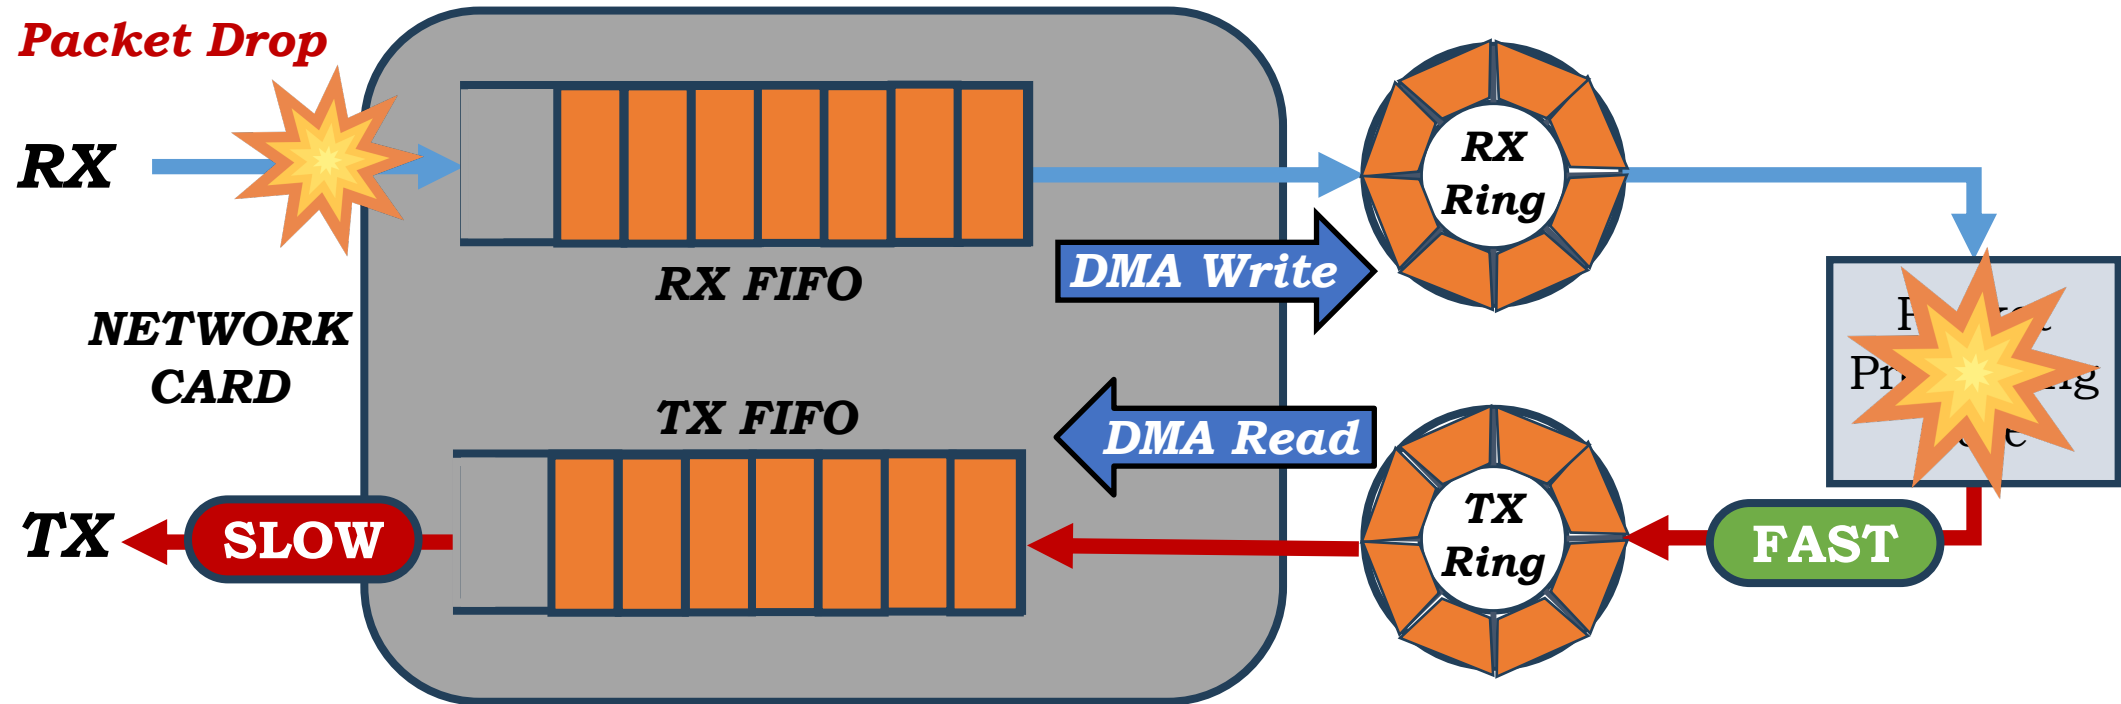 Packet Drop
RX
RX FIFO
NETWORK
CARD
DMA Write
RX
Ring
TX FIFO
DMA Read
TX
SLOW
TX
Ring
FAST